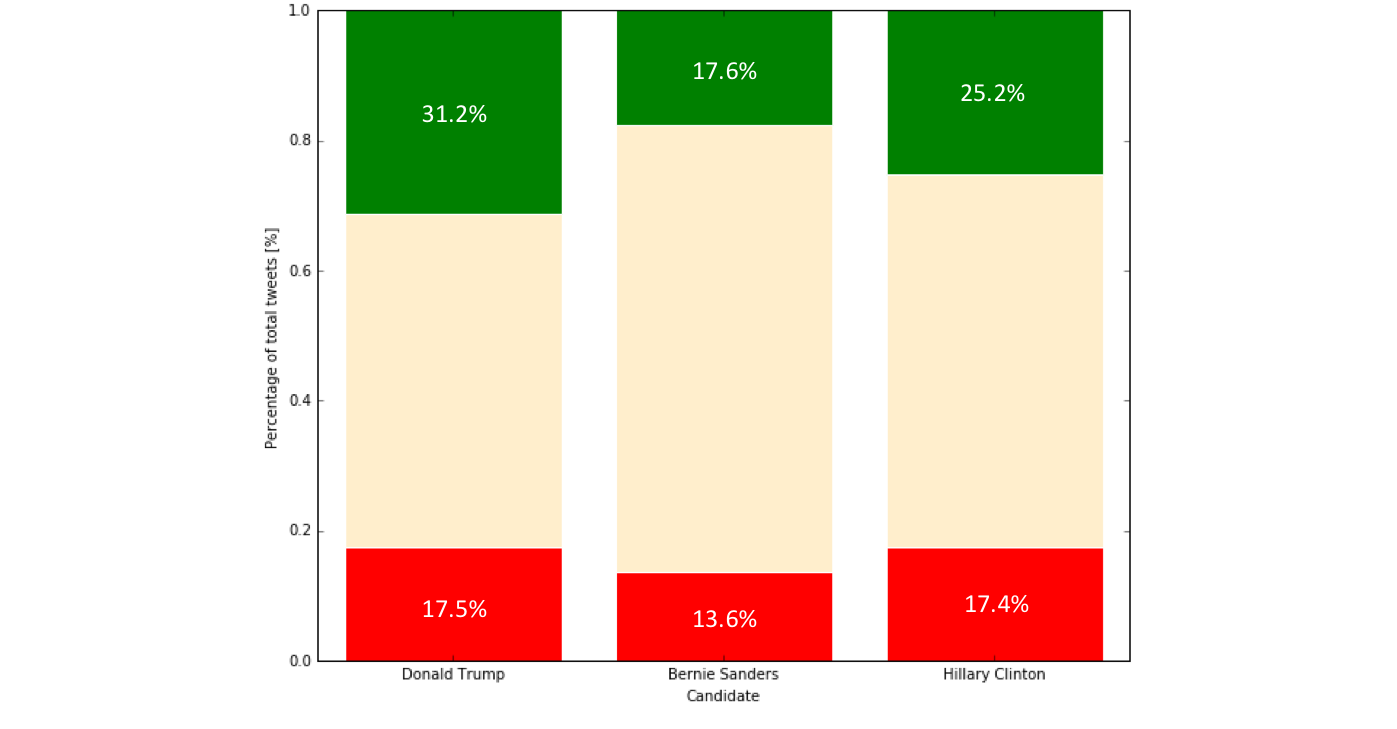 1.0
0.8
0.6
0.4
0.2
0.0
Percentage of total tweets [%]
31.2%
17.6%
25.2%
17.5%
13.6%
17.4%
Donald Trump
Bernie Sanders
Hillary Clinton
Candidate